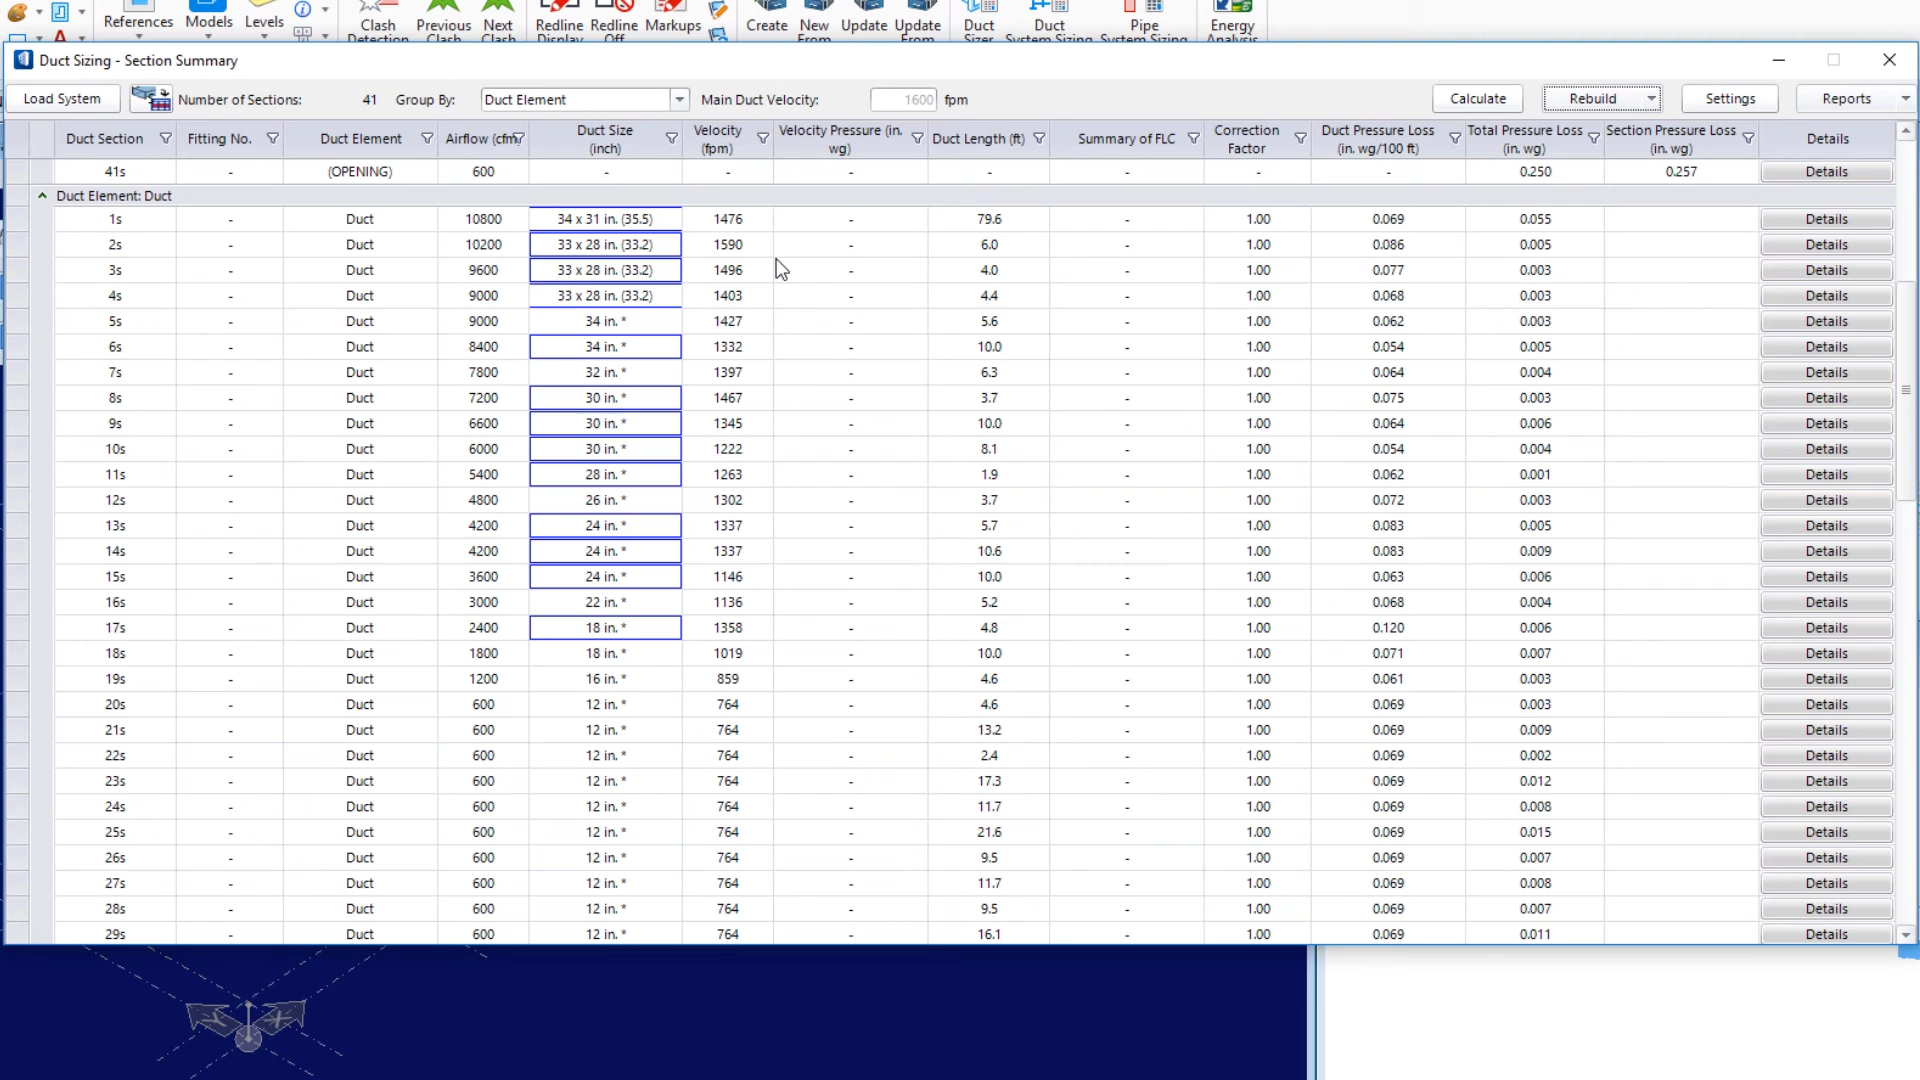 References Models Levels Clash Previous Next Redline Redline Markups Create New Update Update Duct Duct Pipe Energy
Detection Clash Clash Display Off From From Sizer System Sizing System Sizing Analysis
Duct Sizing - Section Summary
Load System Number of Sections: 41 Group By: Duct Element Main Duct Velocity: 1600 fpm Calculate Rebuild Settings Reports
Duct Section Fitting No. Duct Element Airflow (cfm) Duct Size (inch) Velocity (fpm) Velocity Pressure (in. wg) Duct Length (ft) Summary of FLC Correction Factor Duct Pressure Loss (in. wg/100 ft) Total Pressure Loss (in. wg) Section Pressure Loss (in. wg) Details
41s - (OPENING) 600 - - - - - - - 0.250 0.257 Details
Duct Element: Duct
1s - Duct 10800 34 x 31 in. (35.5) 1476 - 79.6 - 1.00 0.069 0.055 Details
2s - Duct 10200 33 x 28 in. (33.2) 1590 - 6.0 - 1.00 0.086 0.005 Details
3s - Duct 9600 33 x 28 in. (33.2) 1496 - 4.0 - 1.00 0.077 0.003 Details
4s - Duct 9000 33 x 28 in. (33.2) 1403 - 4.4 - 1.00 0.068 0.003 Details
5s - Duct 9000 34 in. * 1427 - 5.6 - 1.00 0.062 0.003 Details
6s - Duct 8400 34 in. * 1332 - 10.0 - 1.00 0.054 0.005 Details
7s - Duct 7800 32 in. * 1397 - 6.3 - 1.00 0.064 0.004 Details
8s - Duct 7200 30 in. * 1467 - 3.7 - 1.00 0.075 0.003 Details
9s - Duct 6600 30 in. * 1345 - 10.0 - 1.00 0.064 0.006 Details
10s - Duct 6000 30 in. * 1222 - 8.1 - 1.00 0.054 0.004 Details
11s - Duct 5400 28 in. * 1263 - 1.9 - 1.00 0.062 0.001 Details
12s - Duct 4800 26 in. * 1302 - 3.7 - 1.00 0.072 0.003 Details
13s - Duct 4200 24 in. * 1337 - 5.7 - 1.00 0.083 0.005 Details
14s - Duct 4200 24 in. * 1337 - 10.6 - 1.00 0.083 0.009 Details
15s - Duct 3600 24 in. * 1146 - 10.0 - 1.00 0.063 0.006 Details
16s - Duct 3000 22 in. * 1136 - 5.2 - 1.00 0.068 0.004 Details
17s - Duct 2400 18 in. * 1358 - 4.8 - 1.00 0.120 0.006 Details
18s - Duct 1800 18 in. * 1019 - 10.0 - 1.00 0.071 0.007 Details
19s - Duct 1200 16 in. * 859 - 4.6 - 1.00 0.061 0.003 Details
20s - Duct 600 12 in. * 764 - 4.6 - 1.00 0.069 0.003 Details
21s - Duct 600 12 in. * 764 - 13.2 - 1.00 0.069 0.009 Details
22s - Duct 600 12 in. * 764 - 2.4 - 1.00 0.069 0.002 Details
23s - Duct 600 12 in. * 764 - 17.3 - 1.00 0.069 0.012 Details
24s - Duct 600 12 in. * 764 - 11.7 - 1.00 0.069 0.008 Details
25s - Duct 600 12 in. * 764 - 21.6 - 1.00 0.069 0.015 Details
26s - Duct 600 12 in. * 764 - 9.5 - 1.00 0.069 0.007 Details
27s - Duct 600 12 in. * 764 - 11.7 - 1.00 0.069 0.008 Details
28s - Duct 600 12 in. * 764 - 9.5 - 1.00 0.069 0.007 Details
29s - Duct 600 12 in. * 764 - 16.1 - 1.00 0.069 0.011 Details